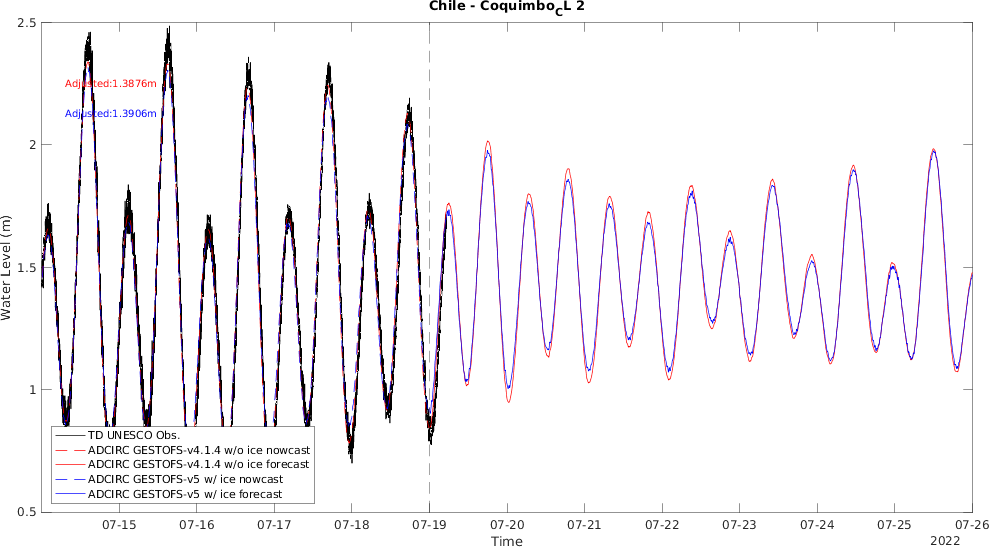 Chile - CoquimboCL 2
2.5
2
1.5
1
0.5
Water Level (m)
Adjusted:1.3876m
Adjusted:1.3906m
TD UNESCO Obs.
ADCIRC GESTOFS-v4.1.4 w/o ice nowcast
ADCIRC GESTOFS-v4.1.4 w/o ice forecast
ADCIRC GESTOFS-v5 w/ ice nowcast
ADCIRC GESTOFS-v5 w/ ice forecast
07-15 07-16 07-17 07-18 07-19 07-20 07-21 07-22 07-23 07-24 07-25 07-26
Time
2022